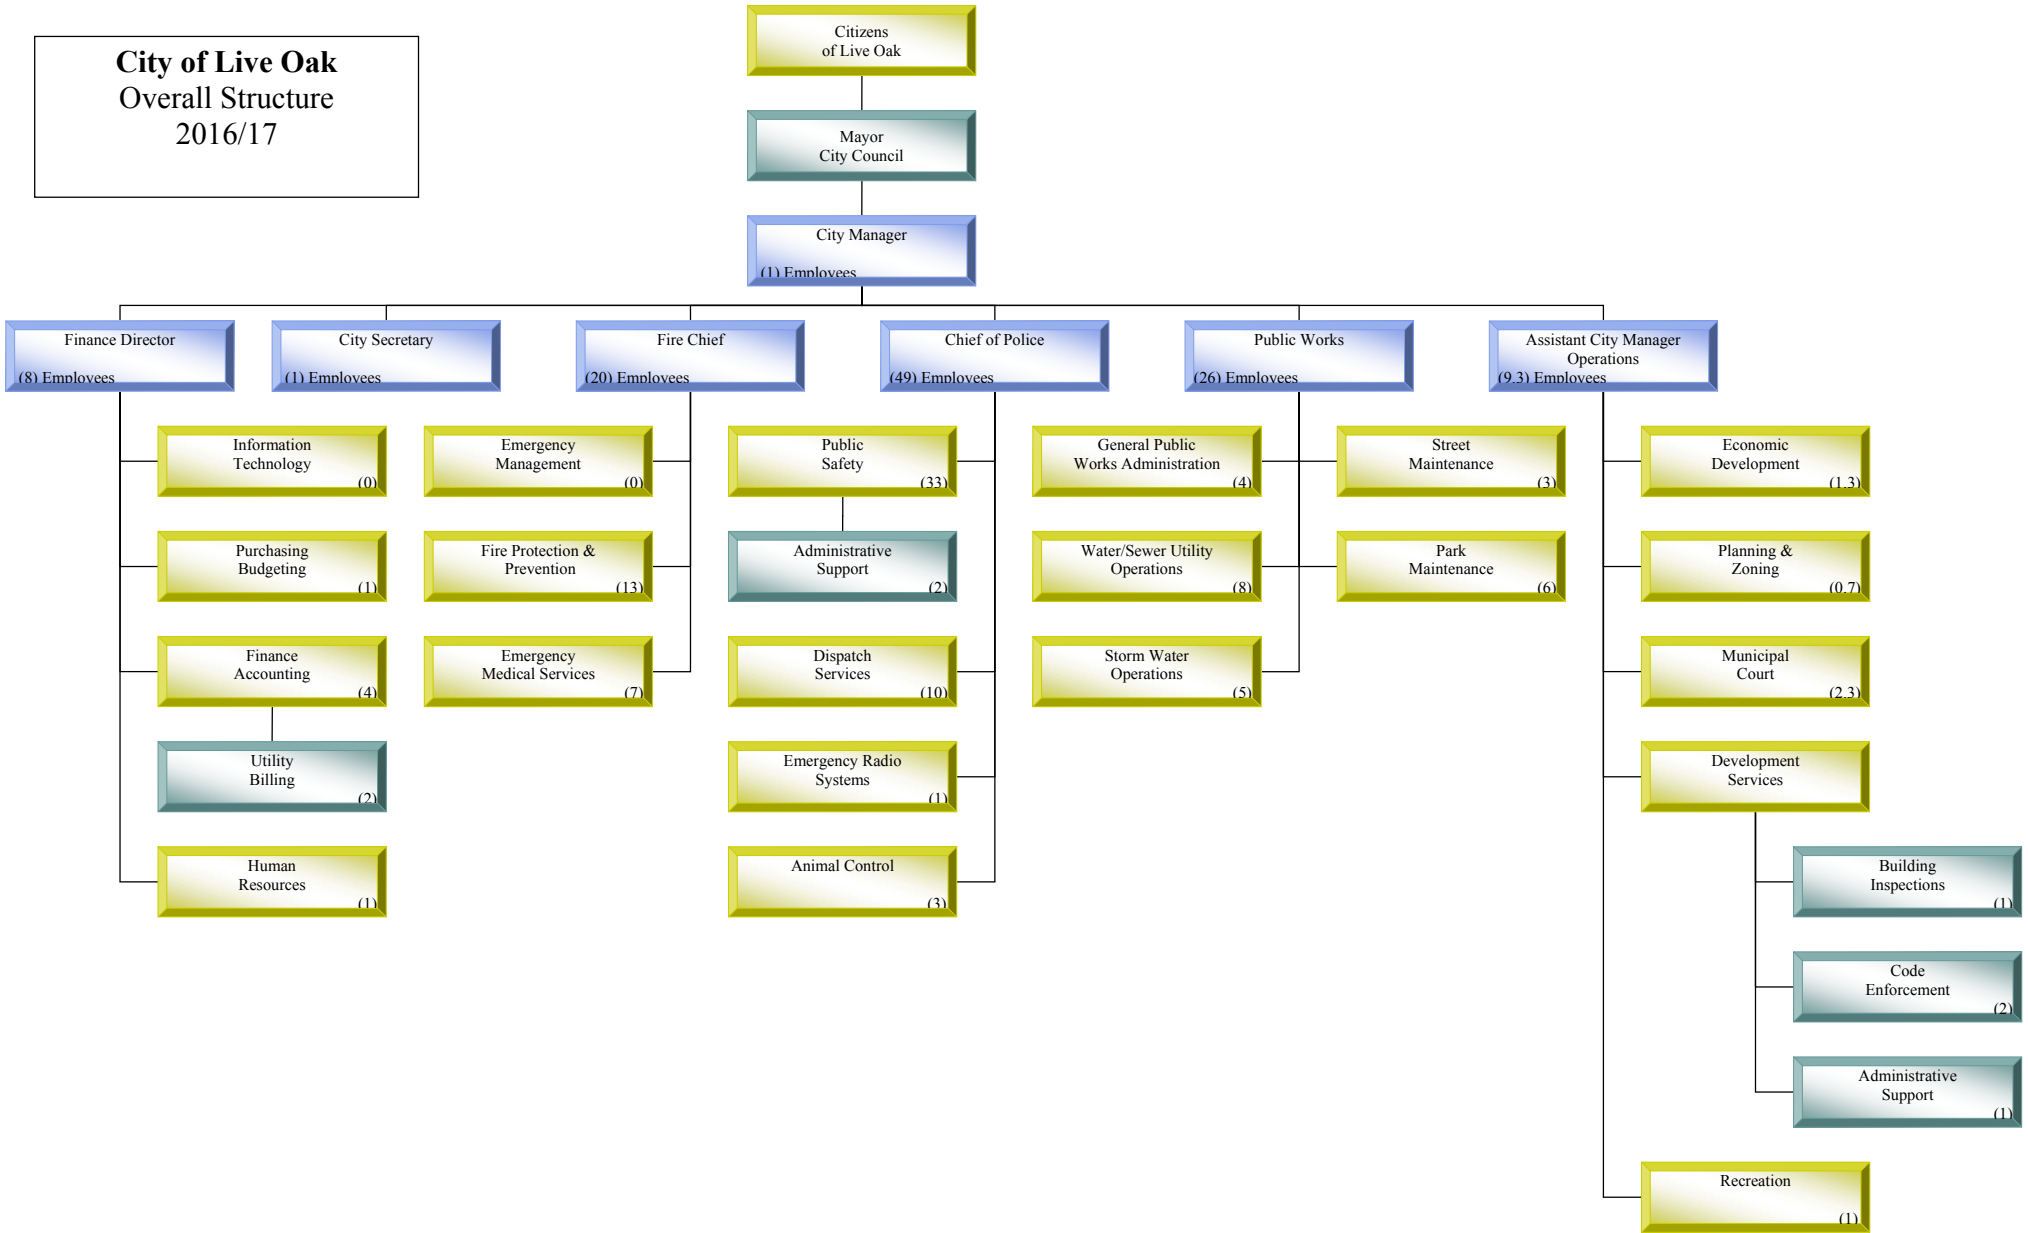 City of Live Oak
Overall Structure
2016/17
Citizens
of Live Oak
Mayor
City Council
City Manager
(1) Employees
Finance Director
(8) Employees
City Secretary
(1) Employees
Fire Chief
(20) Employees
Chief of Police
(49) Employees
Public Works
(26) Employees
Assistant City Manager
Operations
(9.3) Employees
Information
Technology
(0)
Purchasing
Budgeting
(1)
Finance
Accounting
(4)
Utility
Billing
(2)
Human
Resources
(1)
Emergency
Management
(0)
Fire Protection &
Prevention
(13)
Emergency
Medical Services
(7)
Public
Safety
(33)
Administrative
Support
(2)
Dispatch
Services
(10)
Emergency Radio
Systems
(1)
Animal Control
(3)
General Public
Works Administration
(4)
Water/Sewer Utility
Operations
(8)
Storm Water
Operations
(5)
Street
Maintenance
(3)
Park
Maintenance
(6)
Economic
Development
(1.3)
Planning &
Zoning
(0.7)
Municipal
Court
(2.3)
Development
Services
Building
Inspections
(1)
Code
Enforcement
(2)
Administrative
Support
(1)
Recreation
(1)